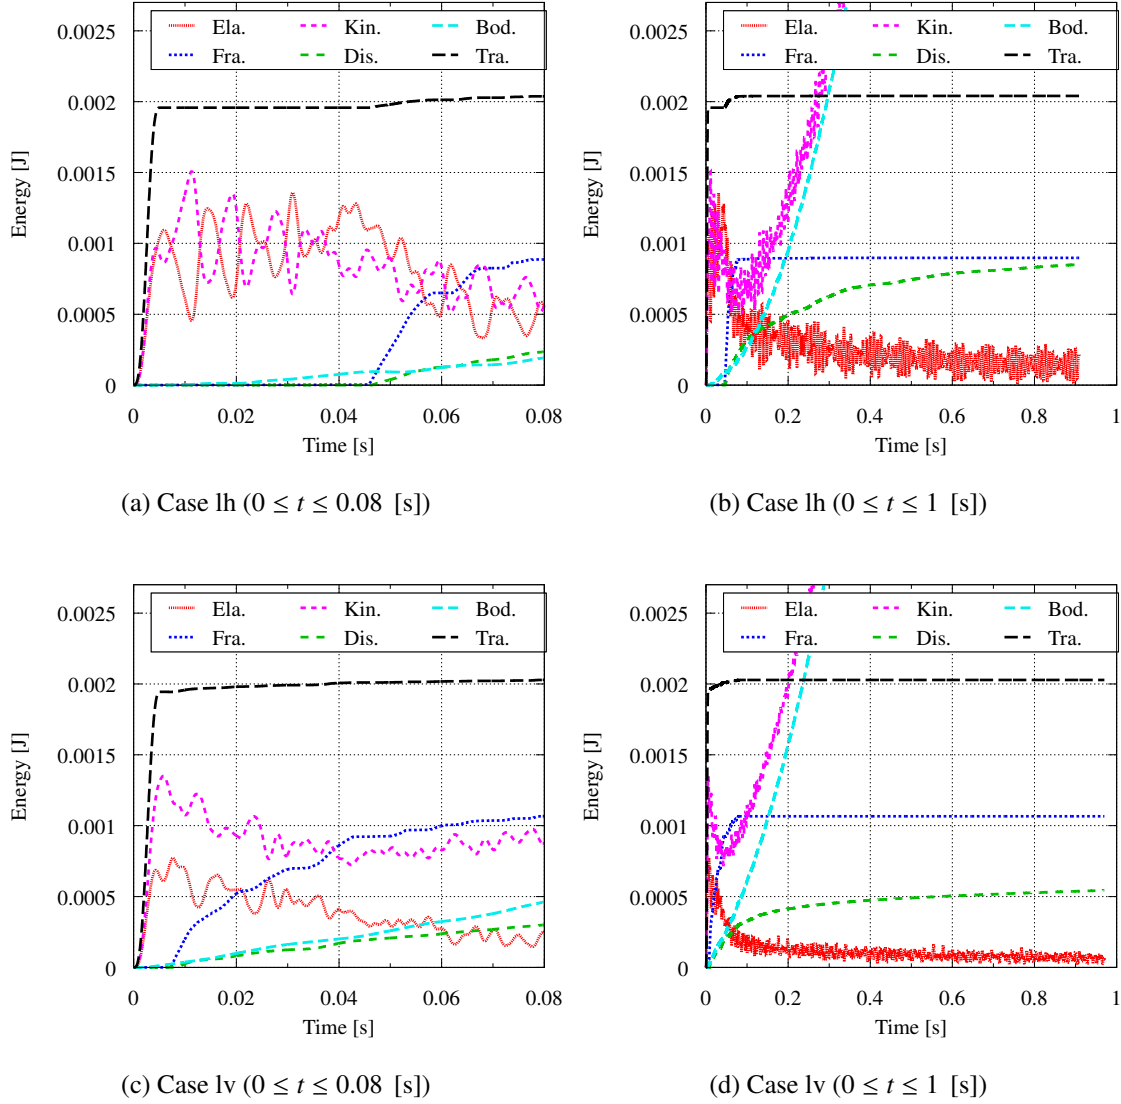 Energy [J]
0.0025
0.002
0.0015
0.001
0.0005
0
Ela. Kin. Bod.
Fra. Dis. Tra.
0 0.02 0.04 0.06 0.08
Time [s]
(a) Case lh (0 ≤ t ≤ 0.08 [s])
Energy [J]
0.0025
0.002
0.0015
0.001
0.0005
0
Ela. Kin. Bod.
Fra. Dis. Tra.
0 0.2 0.4 0.6 0.8 1
Time [s]
(b) Case lh (0 ≤ t ≤ 1 [s])
Energy [J]
0.0025
0.002
0.0015
0.001
0.0005
0
Ela. Kin. Bod.
Fra. Dis. Tra.
0 0.02 0.04 0.06 0.08
Time [s]
(c) Case lv (0 ≤ t ≤ 0.08 [s])
Energy [J]
0.0025
0.002
0.0015
0.001
0.0005
0
Ela. Kin. Bod.
Fra. Dis. Tra.
0 0.2 0.4 0.6 0.8 1
Time [s]
(d) Case lv (0 ≤ t ≤ 1 [s])